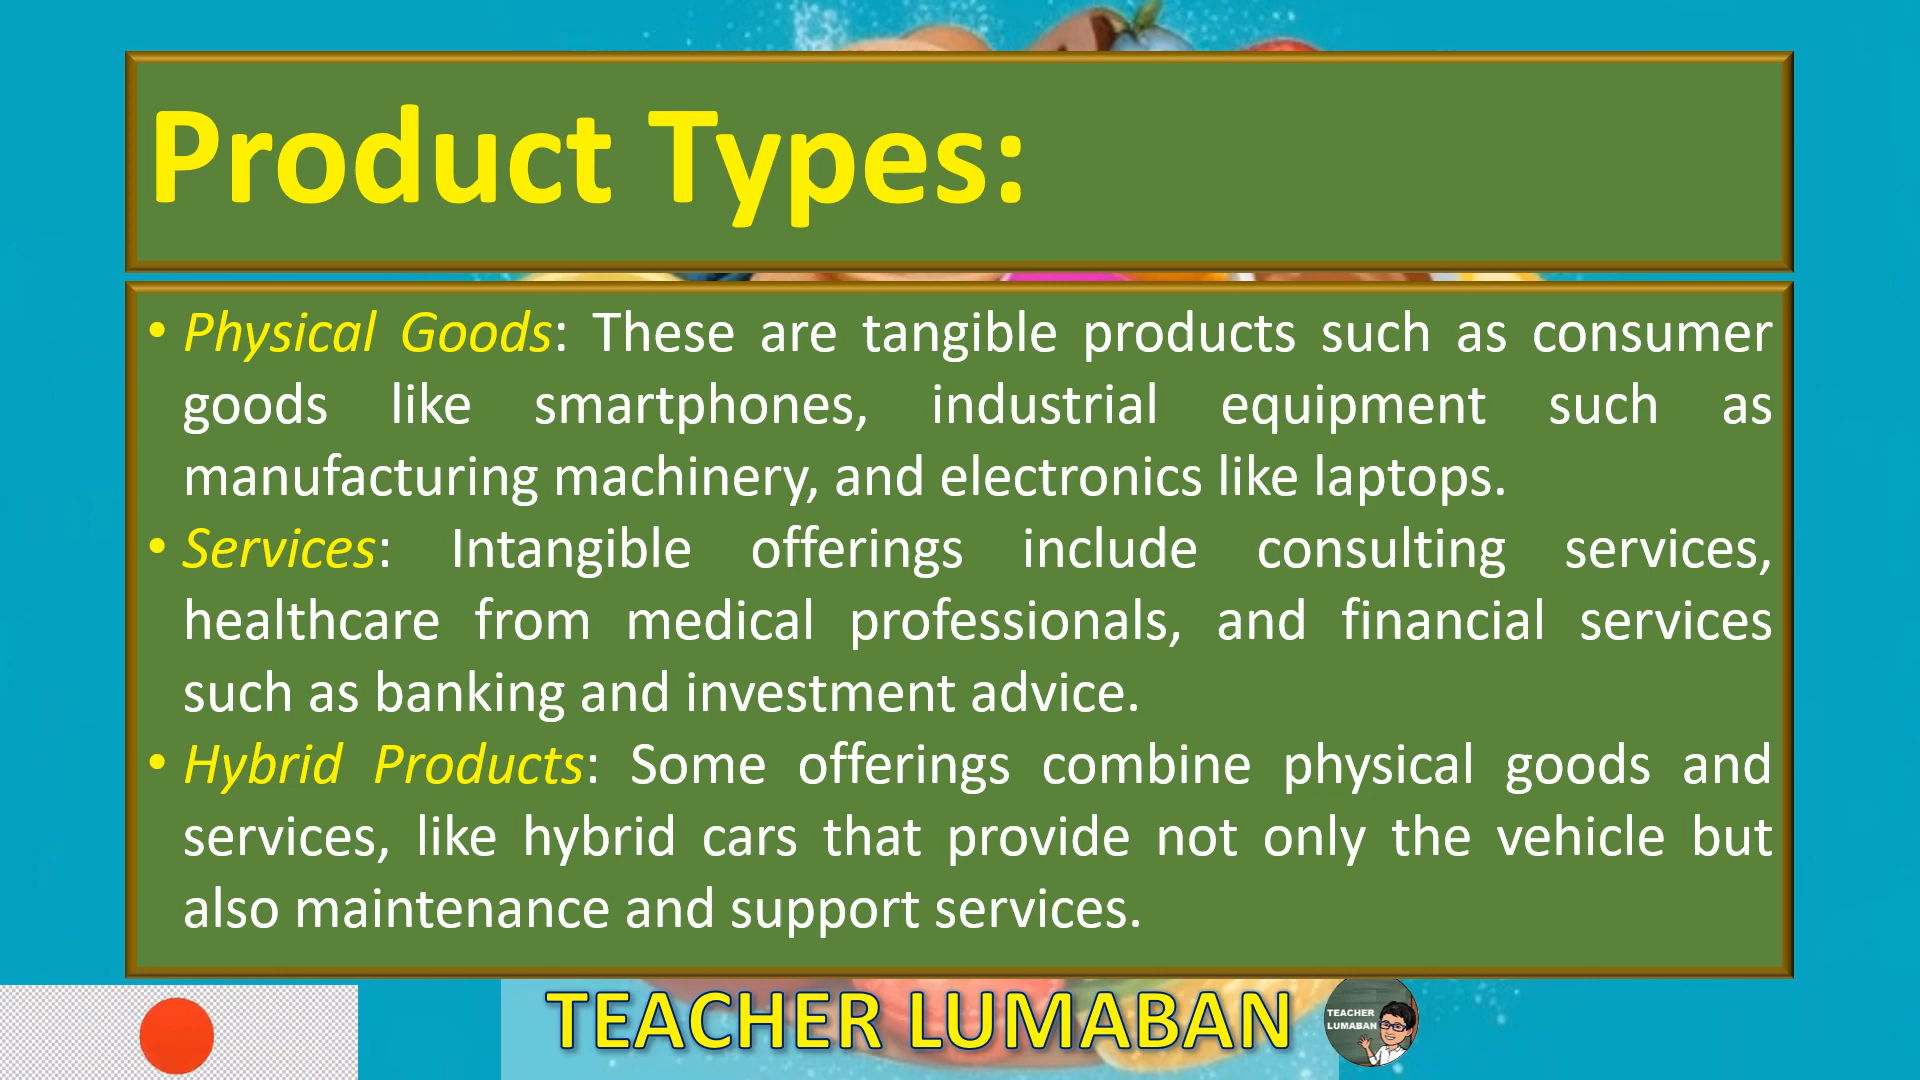 Product Types:
• Physical Goods: These are tangible products such as consumer
goods like smartphones, industrial equipment such as
manufacturing machinery, and electronics like laptops.
• Services: Intangible offerings include consulting services,
healthcare from medical professionals, and financial services
such as banking and investment advice.
• Hybrid Products: Some offerings combine physical goods and
services, like hybrid cars that provide not only the vehicle but
also maintenance and support services.
TEACHER LUMABAN
TEACHER
LUMABAN